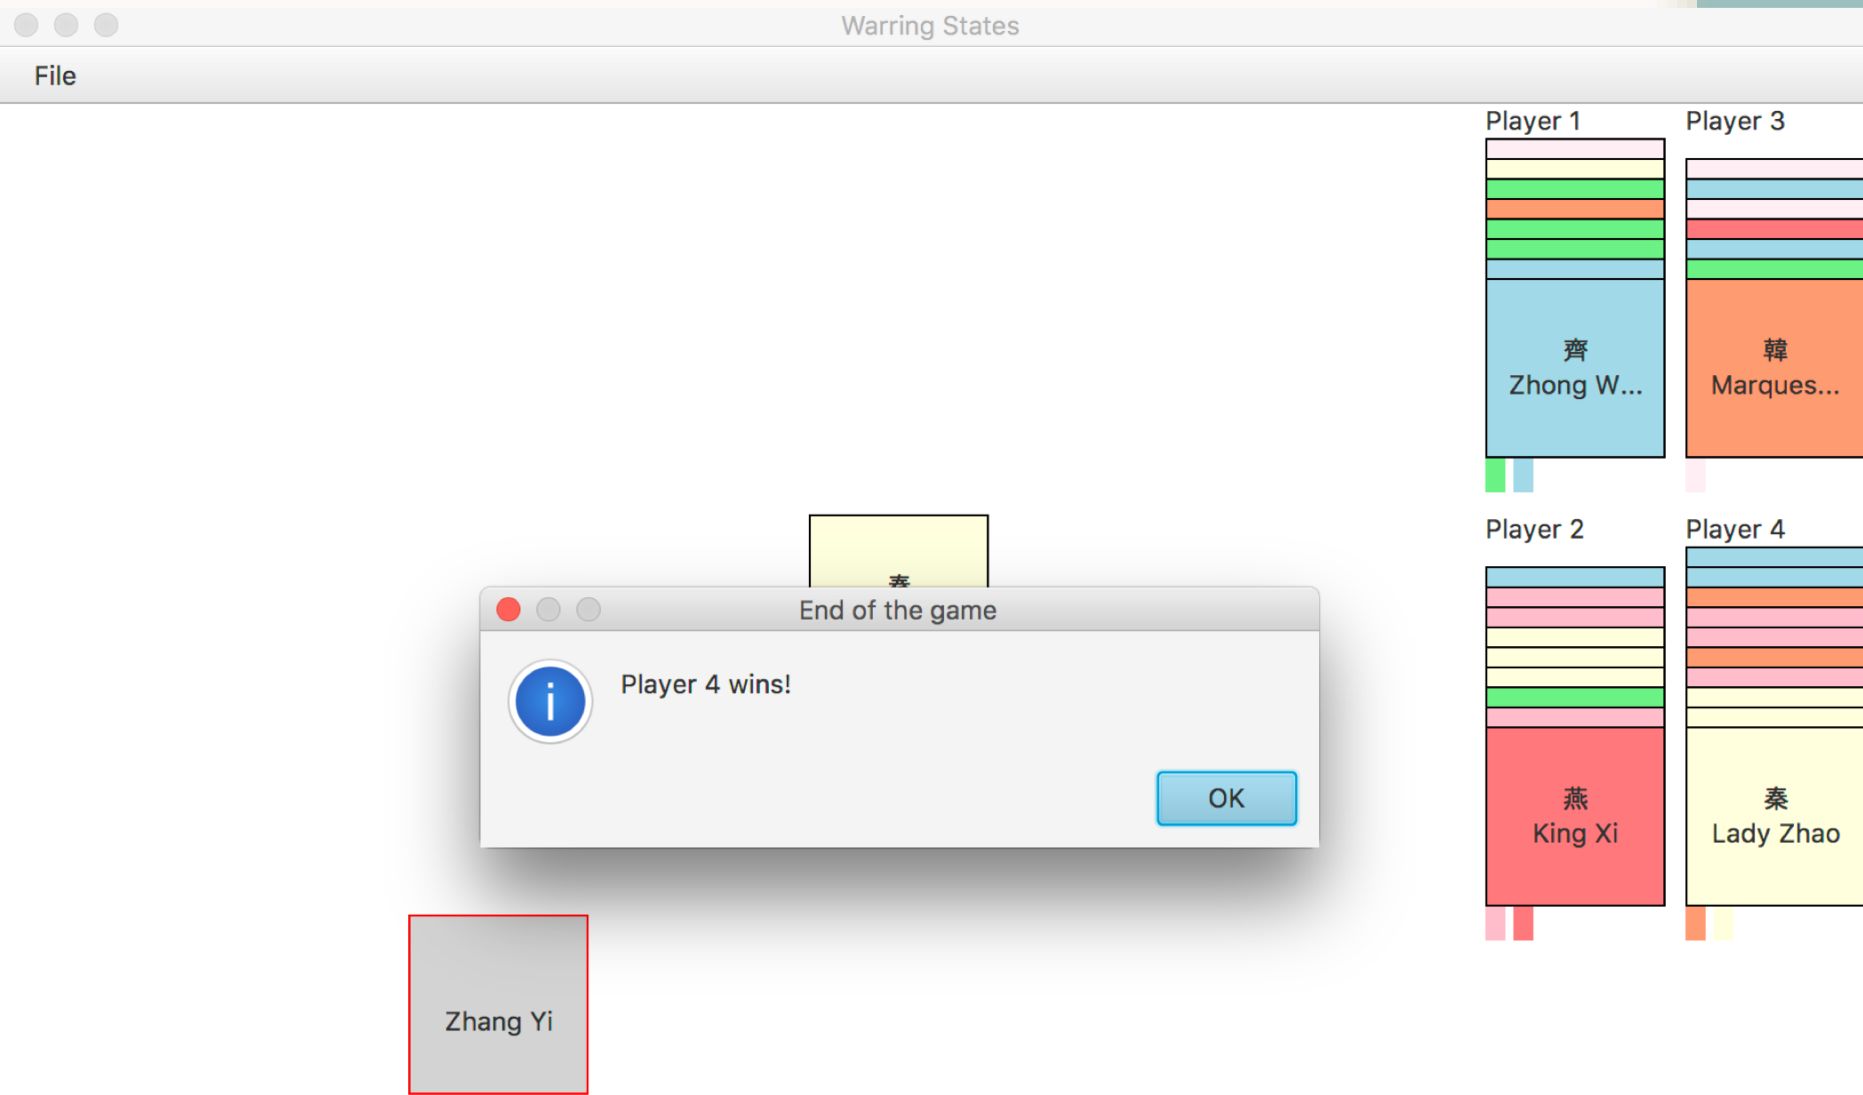 Warring States
File
Player 1
Player 3
齊
Zhong W...
韓
Marques...
秦
End of the game
Player 4 wins!
OK
Player 2
Player 4
燕
King Xi
秦
Lady Zhao
Zhang Yi